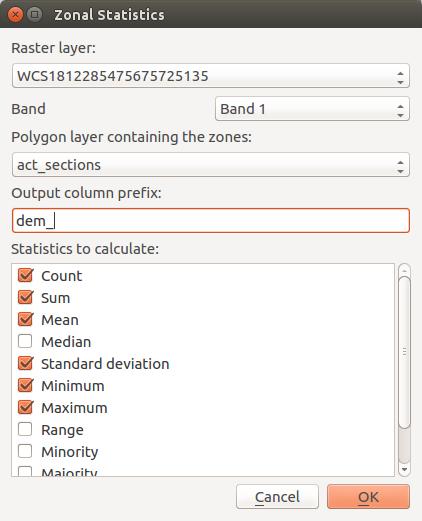 Zonal Statistics
Raster layer:
WCS1812285475675725135
Band Band 1
Polygon layer containing the zones:
act_sections
Output column prefix:
dem_
Statistics to calculate:
Count
Sum
Mean
Median
Standard deviation
Minimum
Maximum
Range
Minority
Majority
Cancel OK